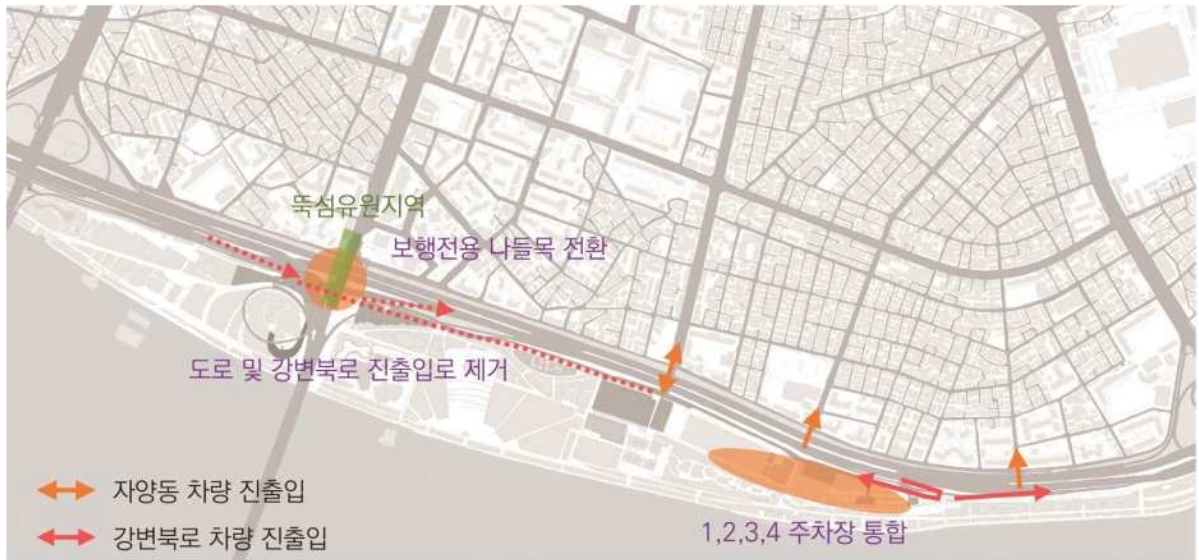 뚝섬유원지역
보행전용 나들목 전환
도로 및 강변북로 진출입로 제거
자양동 차량 진출입
강변북로 차량 진출입
1,2,3,4 주차장 통합